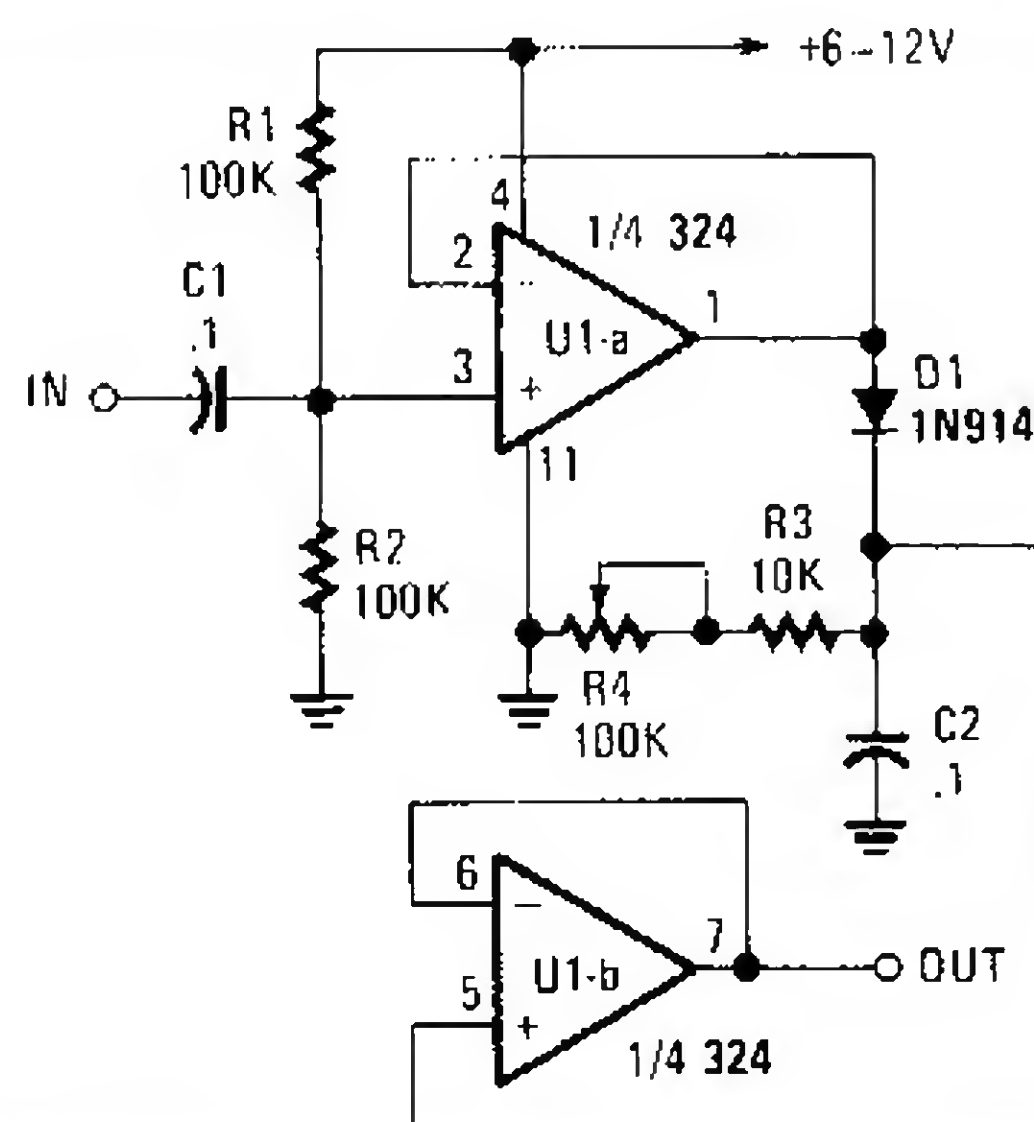 +6-12V
R1
100K
4
1/4 324
2
C1
.1
U1-a
1
IN
3
+
D1
1N914
11
R2
100K
R3
10K
R4
100K
C2
.1
6
−
7
U1-b
OUT
5
+
1/4 324